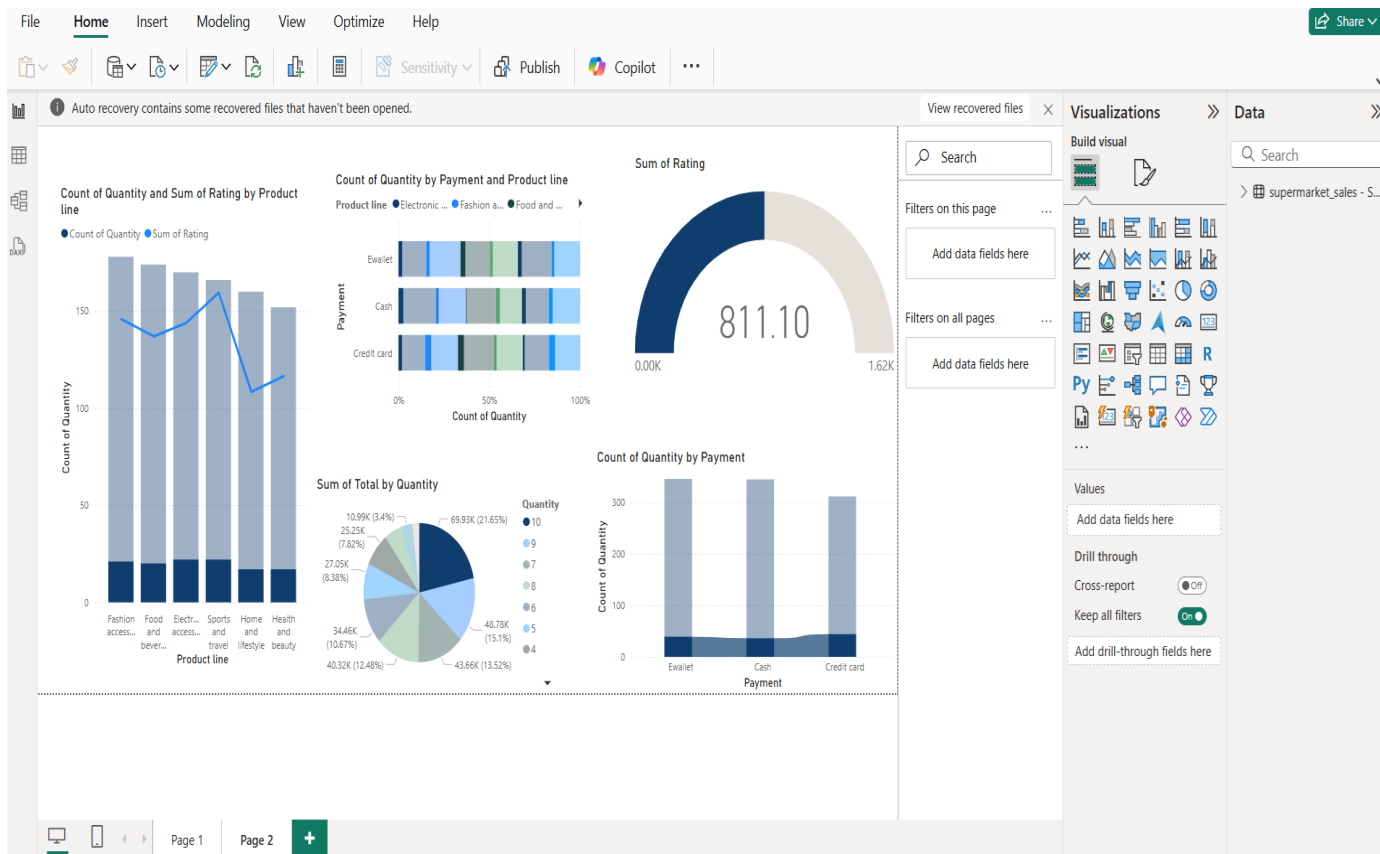 File Home Insert Modeling View Optimize Help
Share
Sensitivity
Publish
Copilot
Auto recovery contains some recovered files that haven't been opened.
View recovered files
Count of Quantity and Sum of Rating by Product
line
Count of Quantity Sum of Rating
Count of Quantity
150
100
50
0
Fashion access...
Food and bever...
Electr... access...
Sports and travel
Home and lifestyle
Health and beauty
Product line
Count of Quantity by Payment and Product line
Product line Electronic ... Fashion a... Food and ...
Payment
Ewallet
Cash
Credit card
0% 50% 100%
Count of Quantity
Sum of Rating
811.10
0.00K 1.62K
Sum of Total by Quantity
69.93K (21.65%)
48.78K
(15.1%)
43.66K (13.52%)
40.32K (12.48%)
34.46K
(10.67%)
27.05K
(8.38%)
25.25K
(7.82%)
10.99K (3.4%)
Quantity
10
9
7
8
6
5
4
Count of Quantity by Payment
Count of Quantity
300
200
100
0
Ewallet Cash Credit card
Payment
Search
Filters on this page ...
Add data fields here
Filters on all pages ...
Add data fields here
Visualizations
Build visual
123
R
Py
123
...
Values
Add data fields here
Drill through
Cross-report Off
Keep all filters On
Add drill-through fields here
Data
Search
supermarket_sales - S...
DAX
Page 1 Page 2 +